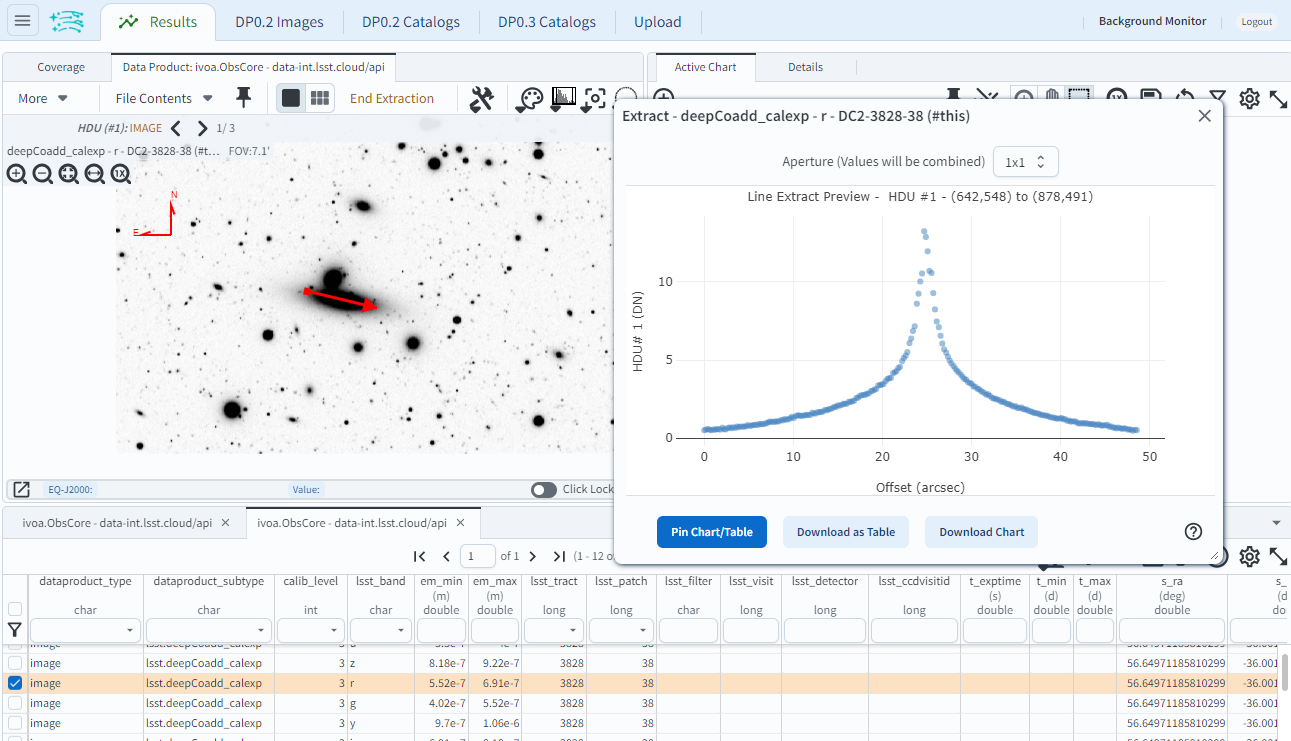 Results
DP0.2 Images
DP0.2 Catalogs
DP0.3 Catalogs
Upload
Background Monitor
Logout
Coverage
Data Product: ivoa.ObsCore - data-int.lsst.cloud/api
Active Chart
Details
More
File Contents
End Extraction
HDU (#1): IMAGE
1/ 3
deepCoadd_calexp - r - DC2-3828-38 (#t... FOV:7.1'
1X
N
E
EQ-J2000:
Value:
Click Lock
Extract - deepCoadd_calexp - r - DC2-3828-38 (#this)
Aperture (Values will be combined)
1x1
Line Extract Preview - HDU #1 - (642,548) to (878,491)
HDU# 1 (DN)
10
5
0
0 10 20 30 40 50
Offset (arcsec)
Pin Chart/Table
Download as Table
Download Chart
ivoa.ObsCore - data-int.lsst.cloud/api
ivoa.ObsCore - data-int.lsst.cloud/api
1
of 1
(1 - 12 o
dataproduct_type dataproduct_subtype calib_level lsst_band em_min em_max lsst_tract lsst_patch lsst_filter lsst_visit lsst_detector lsst_ccdvisitid t_exptime t_min t_max s_ra s_
(m) (m) (s) (d) (d) (deg) (d
char char int char double double long long char long long long double double double double do
image lsst.deepCoadd_calexp 3 z 8.18e-7 9.22e-7 3828 38 56.64971185810299 -36.001
image lsst.deepCoadd_calexp 3 r 5.52e-7 6.91e-7 3828 38 56.64971185810299 -36.001
image lsst.deepCoadd_calexp 3 g 4.02e-7 5.52e-7 3828 38 56.64971185810299 -36.001
image lsst.deepCoadd_calexp 3 y 9.7e-7 1.06e-6 3828 38 56.64971185810299 -36.001